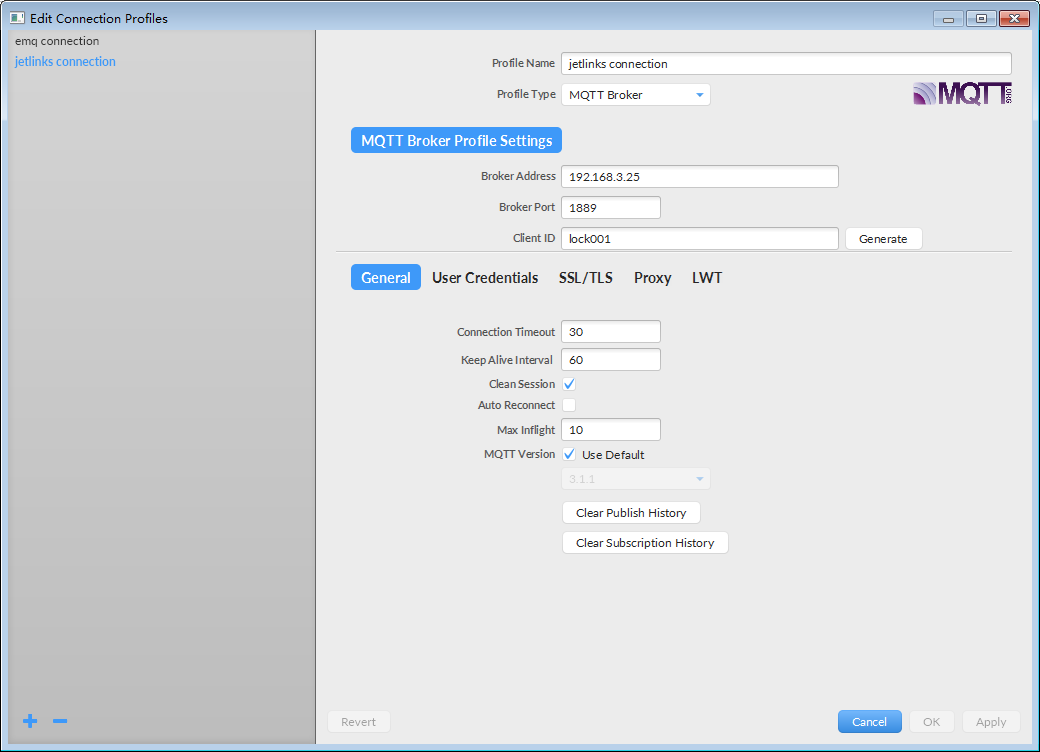 Edit Connection Profiles
emq connection
jetlinks connection
Profile Name jetlinks connection
Profile Type MQTT Broker
MQTT.ORG
MQTT Broker Profile Settings
Broker Address 192.168.3.25
Broker Port 1889
Client ID lock001 Generate
General User Credentials SSL/TLS Proxy LWT
Connection Timeout 30
Keep Alive Interval 60
Clean Session
Auto Reconnect
Max Inflight 10
MQTT Version Use Default
3.1.1
Clear Publish History
Clear Subscription History
Revert Cancel OK Apply